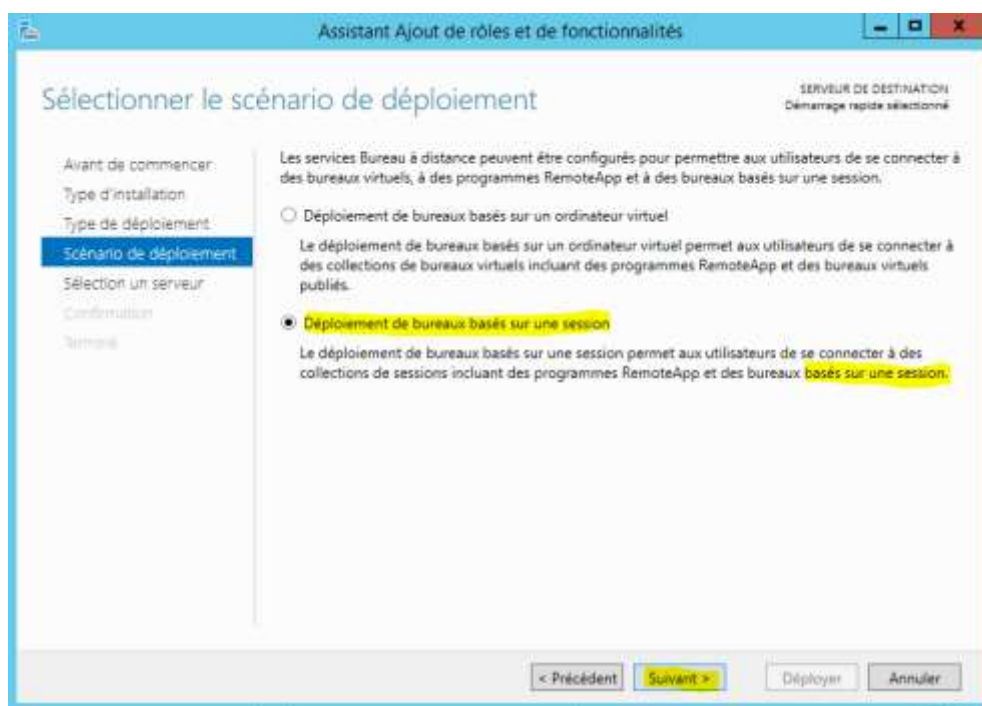 Assistant Ajout de rôles et de fonctionnalités
Sélectionner le scénario de déploiement
SERVEUR DE DESTINATION
Démarrage rapide sélectionné
Avant de commencer
Type d'installation
Type de déploiement
Scénario de déploiement
Sélection un serveur
Confirmation
Terminé
Les services Bureau à distance peuvent être configurés pour permettre aux utilisateurs de se connecter à
des bureaux virtuels, à des programmes RemoteApp et à des bureaux basés sur une session.
Déploiement de bureaux basés sur un ordinateur virtuel
Le déploiement de bureaux basés sur un ordinateur virtuel permet aux utilisateurs de se connecter à
des collections de bureaux virtuels incluant des programmes RemoteApp et des bureaux virtuels
publiés.
Déploiement de bureaux basés sur une session
Le déploiement de bureaux basés sur une session permet aux utilisateurs de se connecter à des
collections de sessions incluant des programmes RemoteApp et des bureaux basés sur une session.
< Précédent
Suivant >
Déployer
Annuler